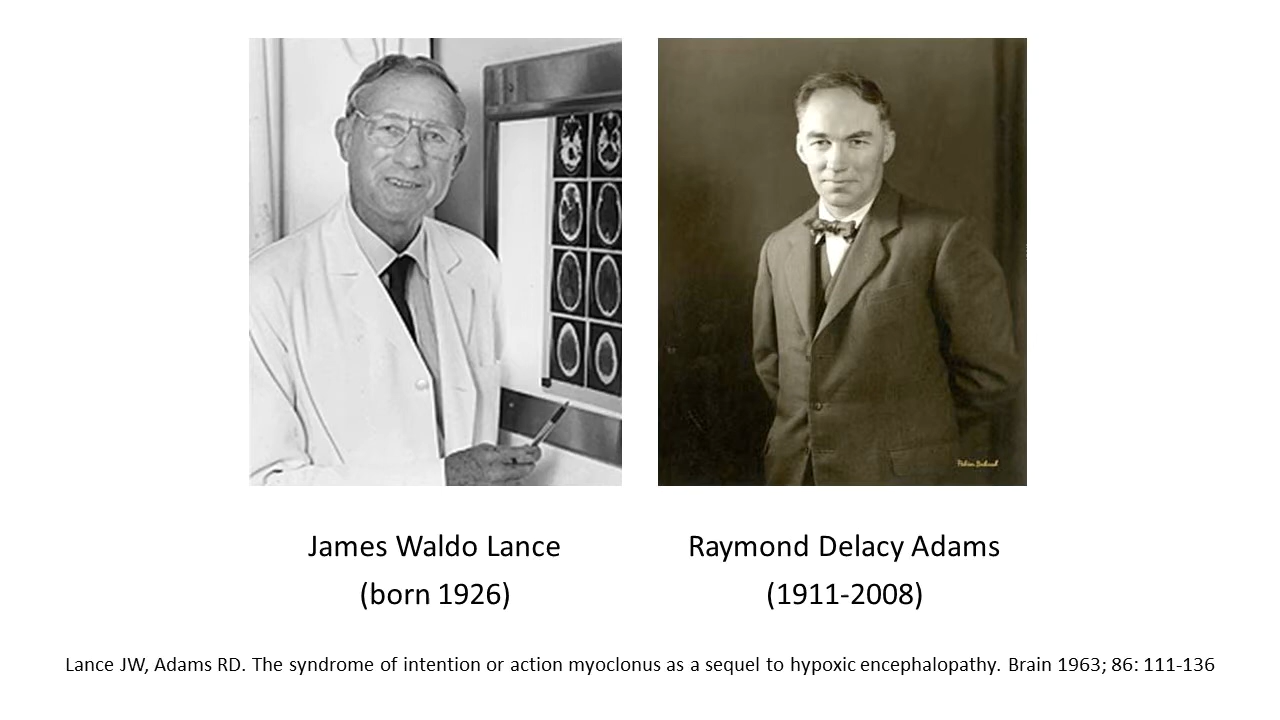 James Waldo Lance
(born 1926)
Raymond Delacy Adams
(1911-2008)
Lance JW, Adams RD. The syndrome of intention or action myoclonus as a sequel to hypoxic encephalopathy. Brain 1963; 86: 111-136